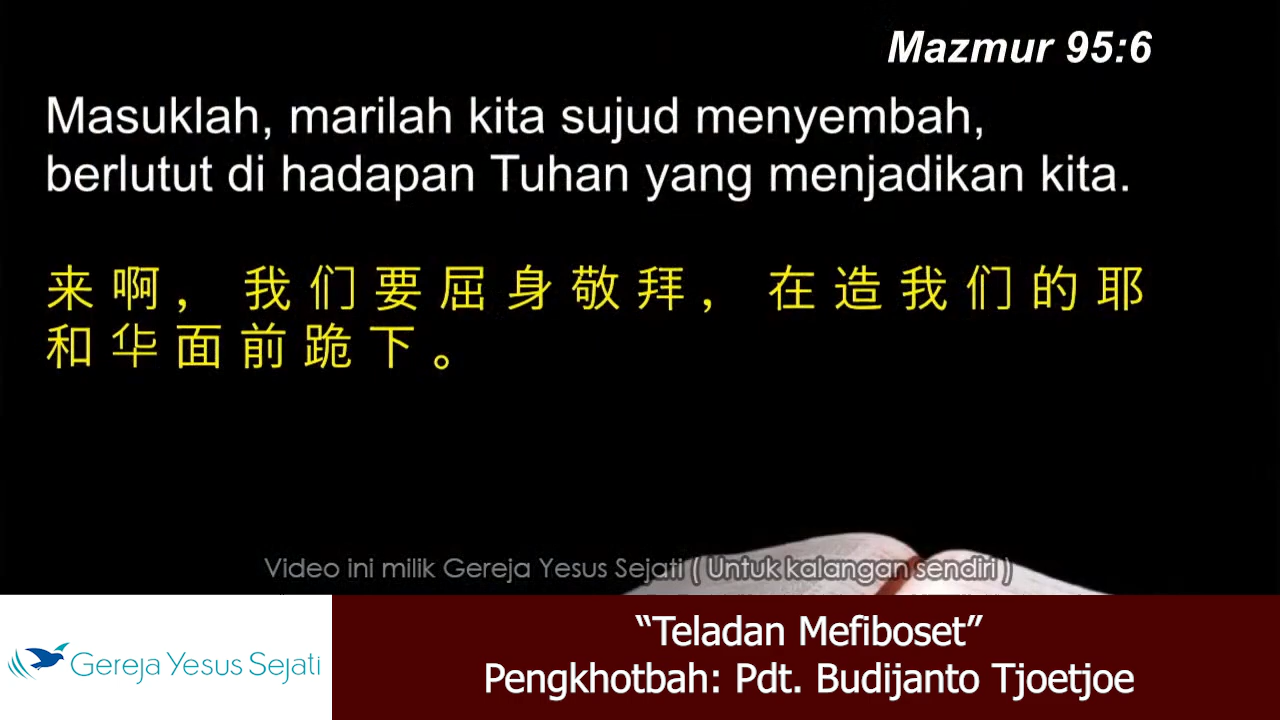 Mazmur 95:6
Masuklah, marilah kita sujud menyembah,
berlutut di hadapan Tuhan yang menjadikan kita.
来啊，我们要屈身敬拜，在造我们的耶
和华面前跪下。
Video ini milik Gereja Yesus Sejati ( Untuk kalangan sendiri )
Gereja Yesus Sejati
“Teladan Mefiboset”
Pengkhotbah: Pdt. Budijanto Tjoetjoe